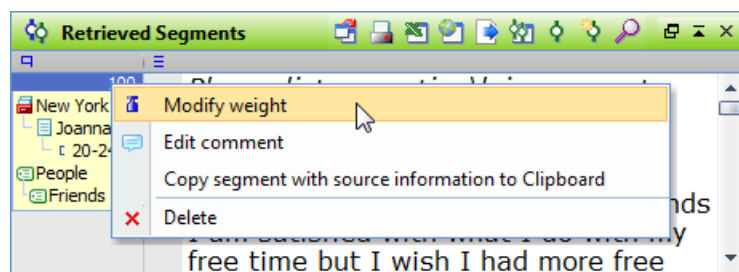 Retrieved Segments
100
New York
Modify weight
Joanna
20-24
Edit comment
People
Copy segment with source information to Clipboard
Friends
Delete
nds
I am satisfied with what I do with my
free time but I wish I had more free